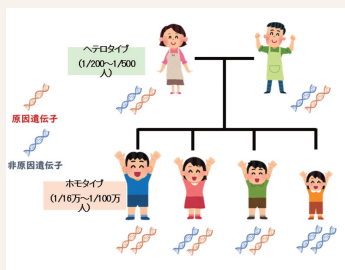 ヘテロタイプ
(1/200～1/500
人)
原因遺伝子
非原因遺伝子
ホモタイプ
(1/16万～1/100万
人)